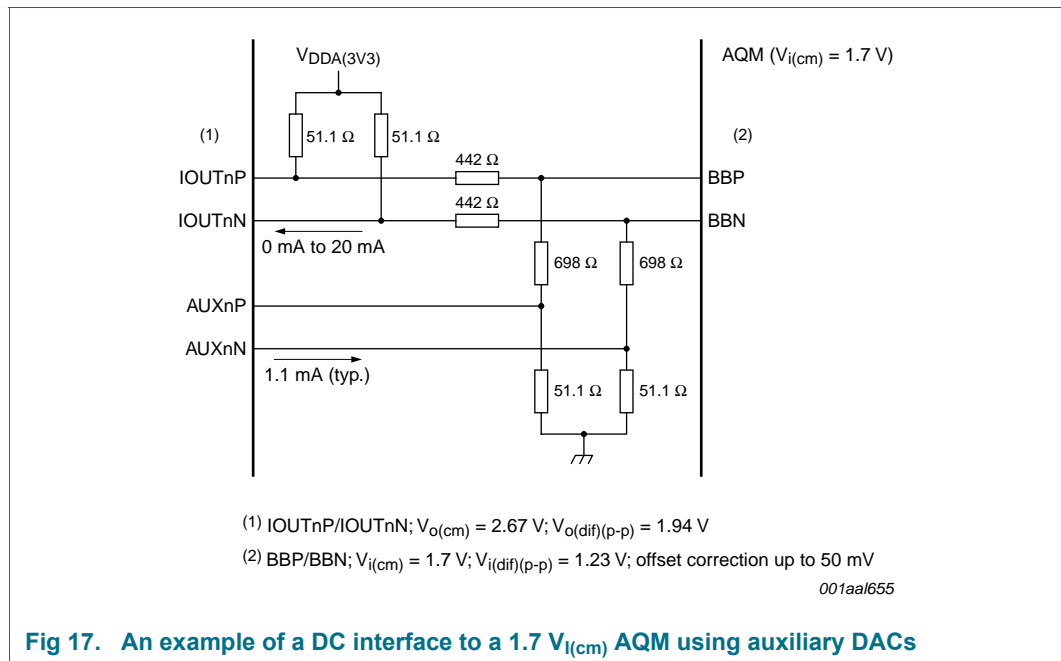 VDDA(3V3)
AQM (Vi(cm) = 1.7 V)
(1)
51.1 Ω
51.1 Ω
(2)
442 Ω
IOUTnP
BBP
442 Ω
IOUTnN
BBN
0 mA to 20 mA
698 Ω
698 Ω
AUXnP
AUXnN
1.1 mA (typ.)
51.1 Ω
51.1 Ω
(1) IOUTnP/IOUTnN; Vo(cm) = 2.67 V; Vo(dif)(p-p) = 1.94 V
(2) BBP/BBN; Vi(cm) = 1.7 V; Vi(dif)(p-p) = 1.23 V; offset correction up to 50 mV
001aal655
Fig 17. An example of a DC interface to a 1.7 VI(cm) AQM using auxiliary DACs